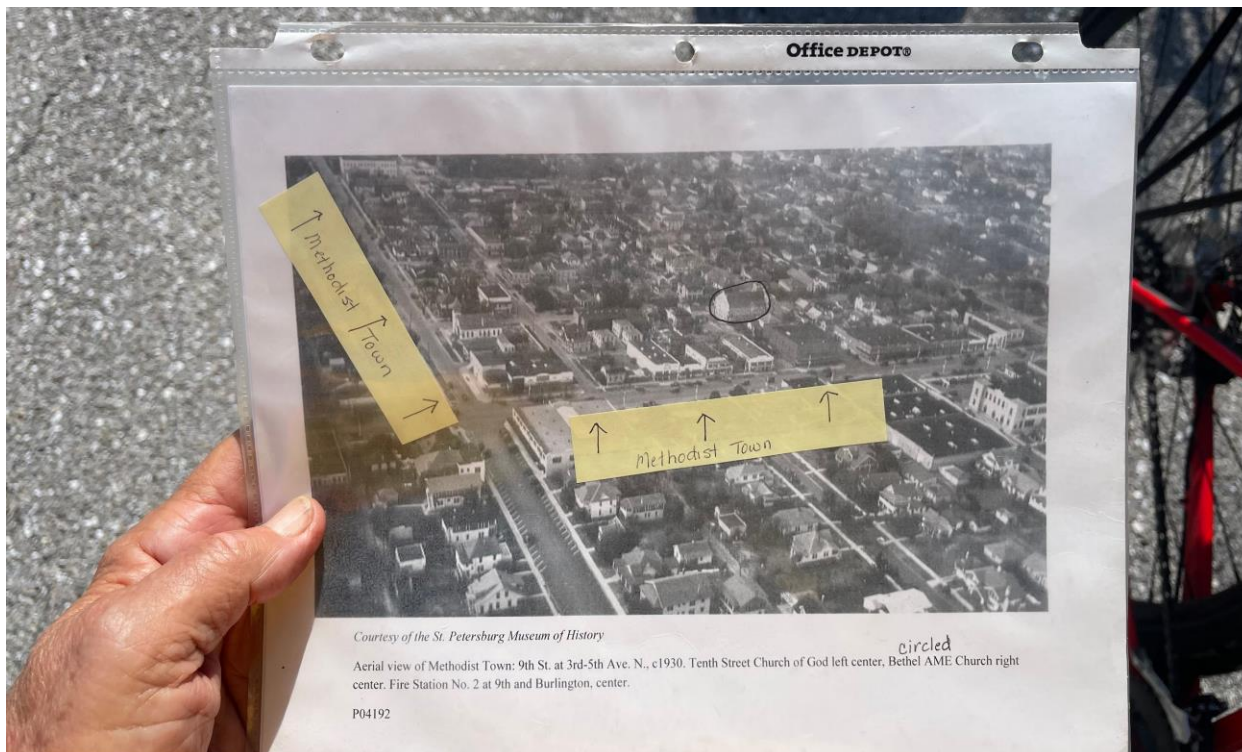 Office DEPOT®
↑ Methodist ↑ Town ↑
↑ ↑ ↑
Methodist Town
Courtesy of the St. Petersburg Museum of History
circled
Aerial view of Methodist Town: 9th St. at 3rd-5th Ave. N., c1930. Tenth Street Church of God left center, Bethel AME Church right
center. Fire Station No. 2 at 9th and Burlington, center.
P04192